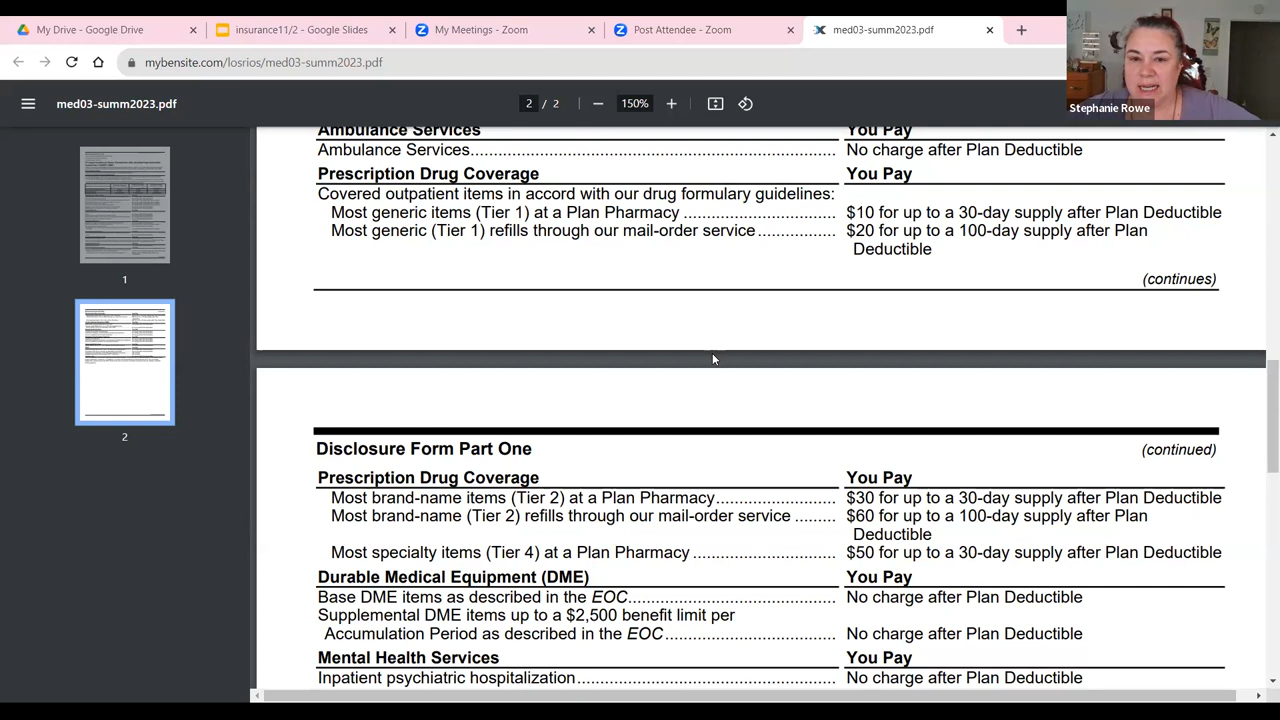 My Drive - Google Drive
insurance11/2 - Google Slides
My Meetings - Zoom
Post Attendee - Zoom
med03-summ2023.pdf
mybensite.com/losrios/med03-summ2023.pdf
Stephanie Rowe
med03-summ2023.pdf
2 / 2
150%
1
2
Ambulance Services You Pay
Ambulance Services........ No charge after Plan Deductible
Prescription Drug Coverage You Pay
Covered outpatient items in accord with our drug formulary guidelines:
Most generic items (Tier 1) at a Plan Pharmacy ........ $10 for up to a 30-day supply after Plan Deductible
Most generic (Tier 1) refills through our mail-order service ........ $20 for up to a 100-day supply after Plan
Deductible
(continues)
Disclosure Form Part One (continued)
Prescription Drug Coverage You Pay
Most brand-name items (Tier 2) at a Plan Pharmacy........ $30 for up to a 30-day supply after Plan Deductible
Most brand-name (Tier 2) refills through our mail-order service ........ $60 for up to a 100-day supply after Plan
Deductible
Most specialty items (Tier 4) at a Plan Pharmacy ........ $50 for up to a 30-day supply after Plan Deductible
Durable Medical Equipment (DME) You Pay
Base DME items as described in the EOC........ No charge after Plan Deductible
Supplemental DME items up to a $2,500 benefit limit per
Accumulation Period as described in the EOC........ No charge after Plan Deductible
Mental Health Services You Pay
Inpatient psychiatric hospitalization........ No charge after Plan Deductible